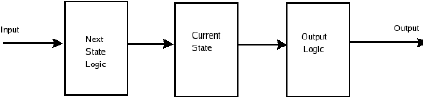 Input
Next
State
Logic
Current
State
Output
Logic
Output